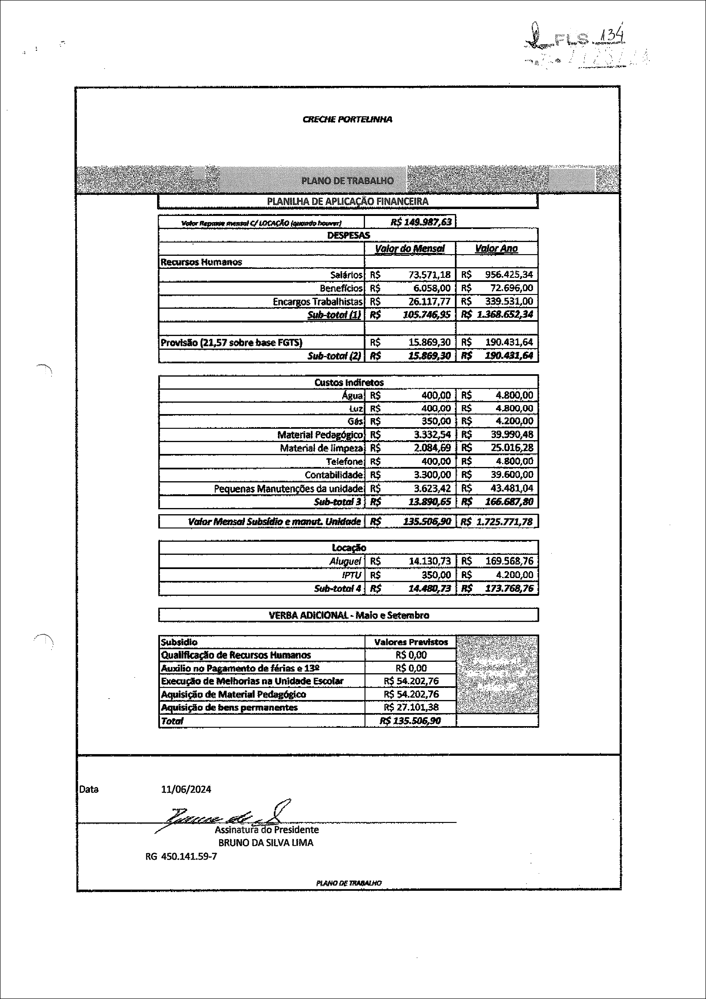 FLS 134
CRECHE PORTELINHA
PLANO DE TRABALHO
PLANILHA DE APLICAÇÃO FINANCEIRA
Valor Repasse mensal C/ LOCAÇÃO (quando houver) R$ 149.987,63
DESPESAS
Valor do Mensal Valor Ano
Recursos Humanos
Salários R$ 73.571,18 R$ 956.425,34
Benefícios R$ 6.058,00 R$ 72.696,00
Encargos Trabalhistas R$ 26.117,77 R$ 339.531,00
Sub-total (1) R$ 105.746,95 R$ 1.368.652,34
Provisão (21,57 sobre base FGTS) R$ 15.869,30 R$ 190.431,64
Sub-total (2) R$ 15.869,30 R$ 190.431,64
Custos Indiretos
Água R$ 400,00 R$ 4.800,00
Luz R$ 400,00 R$ 4.800,00
Gás R$ 350,00 R$ 4.200,00
Material Pedagógico R$ 3.332,54 R$ 39.990,48
Material de limpeza R$ 2.084,69 R$ 25.016,28
Telefone R$ 400,00 R$ 4.800,00
Contabilidade R$ 3.300,00 R$ 39.600,00
Pequenas Manutenções da unidade R$ 3.623,42 R$ 43.481,04
Sub-total 3 R$ 13.890,65 R$ 166.687,80
Valor Mensal Subsídio e manut. Unidade R$ 135.506,90 R$ 1.725.771,78
Locação
Aluguel R$ 14.130,73 R$ 169.568,76
IPTU R$ 350,00 R$ 4.200,00
Sub-total 4 R$ 14.480,73 R$ 173.768,76
VERBA ADICIONAL - Maio e Setembro
Subsidio Valores Previstos
Qualificação de Recursos Humanos R$ 0,00
Auxilio no Pagamento de férias e 13º R$ 0,00
Execução de Melhorias na Unidade Escolar R$ 54.202,76
Aquisição de Material Pedagógico R$ 54.202,76
Aquisição de bens permanentes R$ 27.101,38
Total R$ 135.506,90
Data 11/06/2024
Assinatura do Presidente
BRUNO DA SILVA LIMA
RG 450.141.59-7
PLANO DE TRABALHO